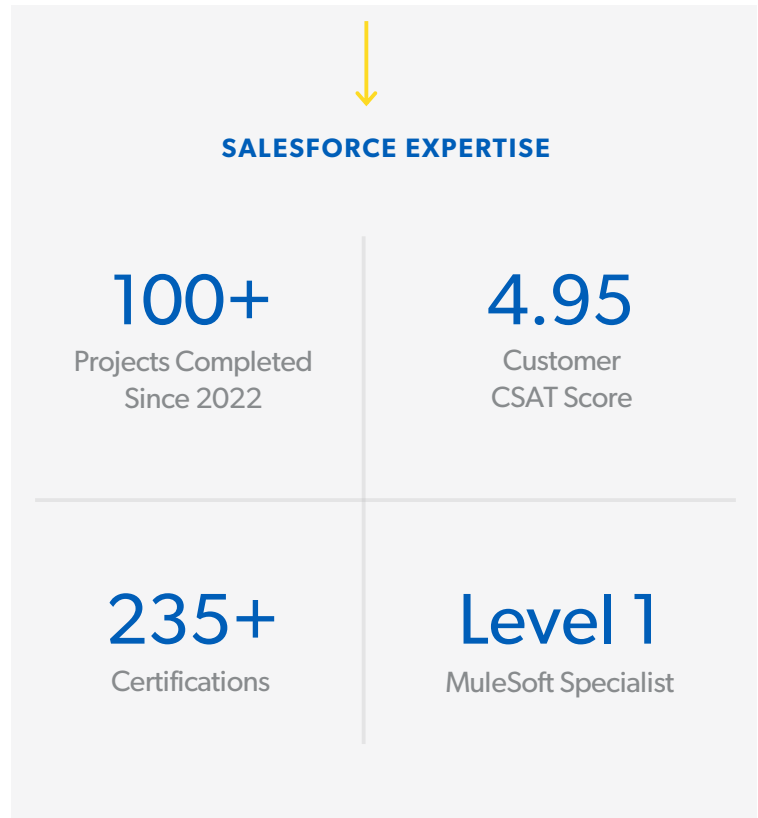 SALESFORCE EXPERTISE
100+
Projects Completed
Since 2022
4.95
Customer
CSAT Score
235+
Certifications
Level 1
MuleSoft Specialist